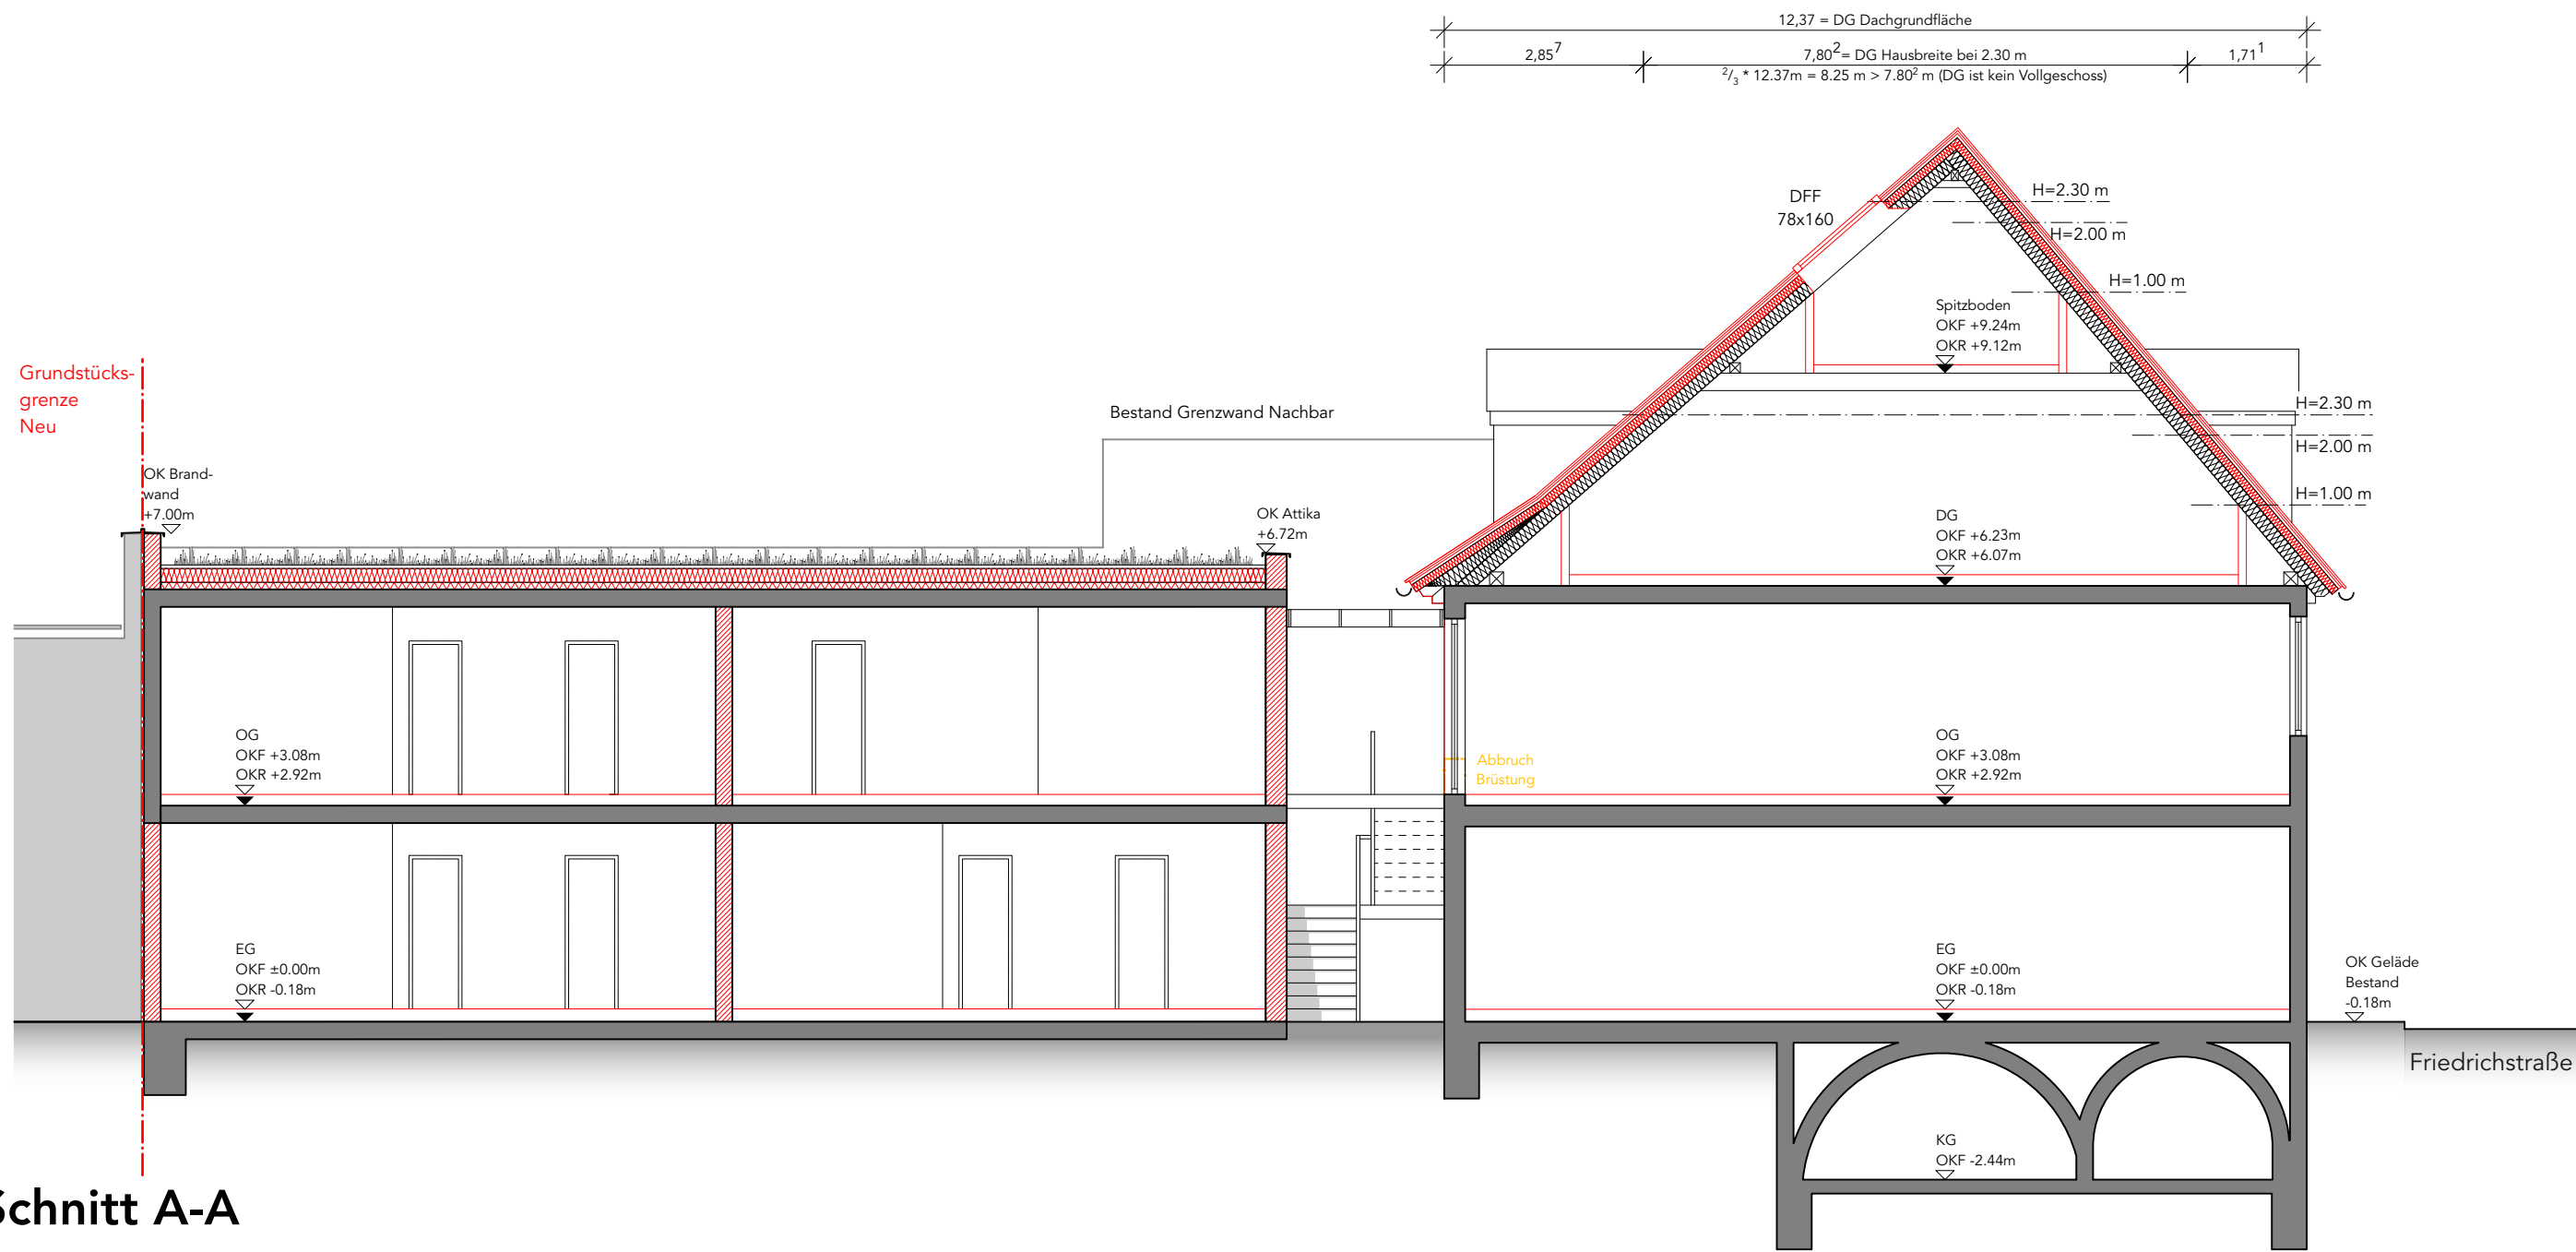 12,37 = DG Dachgrundfläche
2,85⁷
7,80²= DG Hausbreite bei 2.30 m
1,71¹
²/₃ * 12.37m = 8.25 m > 7.80² m (DG ist kein Vollgeschoss)
DFF
78x160
H=2.30 m
H=2.00 m
H=1.00 m
Spitzboden
OKF +9.24m
OKR +9.12m
Grundstücks-
grenze
Neu
Bestand Grenzwand Nachbar
H=2.30 m
H=2.00 m
H=1.00 m
OK Brand-
wand
+7.00m
OK Attika
+6.72m
DG
OKF +6.23m
OKR +6.07m
OG
OKF +3.08m
OKR +2.92m
Abbruch
Brüstung
OG
OKF +3.08m
OKR +2.92m
EG
OKF ±0.00m
OKR -0.18m
EG
OKF ±0.00m
OKR -0.18m
OK Geläde
Bestand
-0.18m
Friedrichstraße
KG
OKF -2.44m
Schnitt A-A